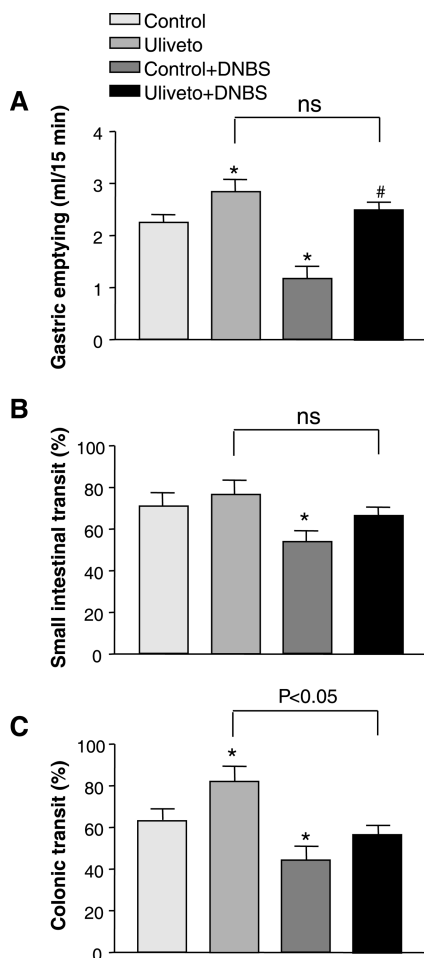 Control
Uliveto
Control+DNBS
Uliveto+DNBS
A
ns
Gastric emptying (ml/15 min)
4
3
2
1
0
*
*
#
B
ns
Small intestinal transit (%)
100
80
60
40
20
0
*
C
P<0.05
Colonic transit (%)
100
80
60
40
20
0
*
*